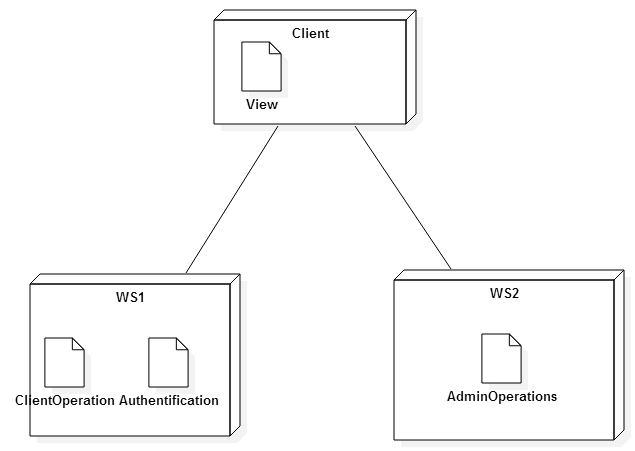 Client
View
WS1
ClientOperation Authentification
WS2
AdminOperations